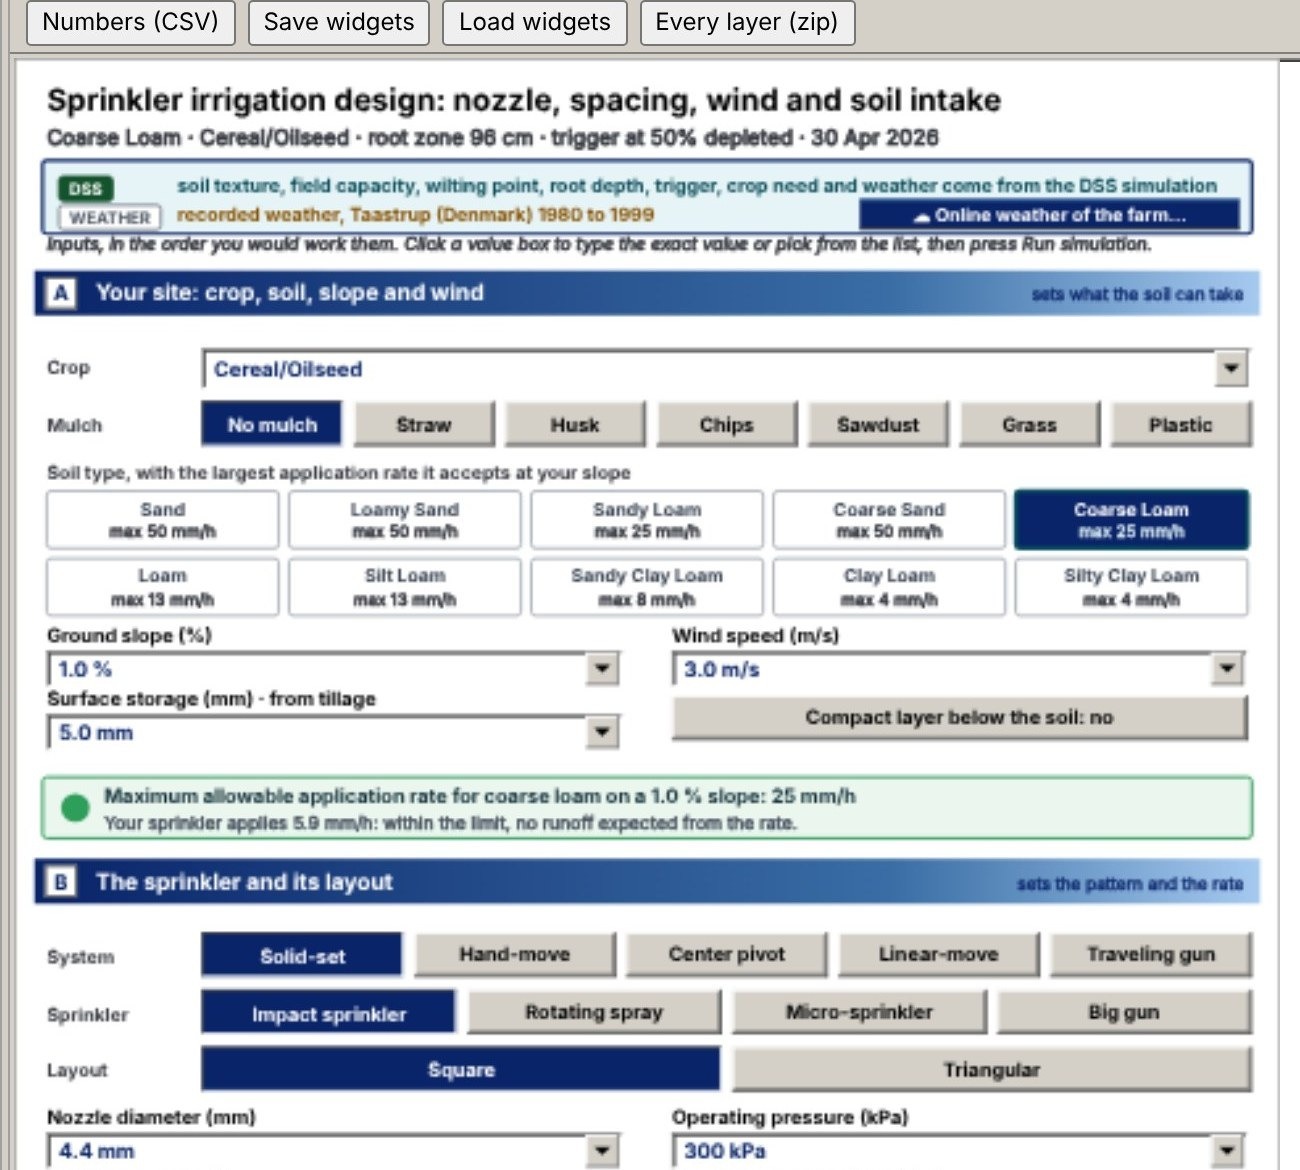 Numbers (CSV) Save widgets Load widgets Every layer (zip)
Sprinkler irrigation design: nozzle, spacing, wind and soil intake
Coarse Loam · Cereal/Oilseed · root zone 96 cm · trigger at 50% depleted · 30 Apr 2026
DSS soil texture, field capacity, wilting point, root depth, trigger, crop need and weather come from the DSS simulation
WEATHER recorded weather, Taastrup (Denmark) 1980 to 1999 ☁ Online weather of the farm...
Inputs, in the order you would work them. Click a value box to type the exact value or pick from the list, then press Run simulation.
A Your site: crop, soil, slope and wind sets what the soil can take
Crop Cereal/Oilseed
Mulch No mulch Straw Husk Chips Sawdust Grass Plastic
Soil type, with the largest application rate it accepts at your slope
Sand Loamy Sand Sandy Loam Coarse Sand Coarse Loam
max 50 mm/h max 50 mm/h max 25 mm/h max 50 mm/h max 25 mm/h
Loam Silt Loam Sandy Clay Loam Clay Loam Silty Clay Loam
max 13 mm/h max 13 mm/h max 8 mm/h max 4 mm/h max 4 mm/h
Ground slope (%) Wind speed (m/s)
1.0 % 3.0 m/s
Surface storage (mm) - from tillage
5.0 mm Compact layer below the soil: no
Maximum allowable application rate for coarse loam on a 1.0 % slope: 25 mm/h
Your sprinkler applies 5.9 mm/h: within the limit, no runoff expected from the rate.
B The sprinkler and its layout sets the pattern and the rate
System Solid-set Hand-move Center pivot Linear-move Traveling gun
Sprinkler Impact sprinkler Rotating spray Micro-sprinkler Big gun
Layout Square Triangular
Nozzle diameter (mm) Operating pressure (kPa)
4.4 mm 300 kPa